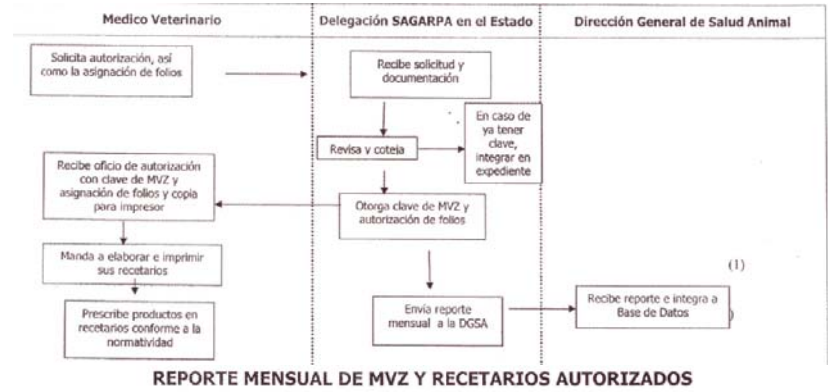 Medico Veterinario
Delegación SAGARPA en el Estado
Dirección General de Salud Animal
Solicita autorización, así
como la asignación de folios
Recibe solicitud y
documentación
En caso de
ya tener
clave,
integrar en
expediente
Revisa y coteja
Recibe oficio de autorización
con clave de MVZ y
asignación de folios y copia
para impresor
Otorga clave de MVZ y
autorización de folios
Manda a elaborar e imprimir
sus recetarios
(1)
Envía reporte
mensual a la DGSA
Recibe reporte e integra a
Base de Datos
)
Prescribe productos en
recetarios conforme a la
normatividad
REPORTE MENSUAL DE MVZ Y RECETARIOS AUTORIZADOS